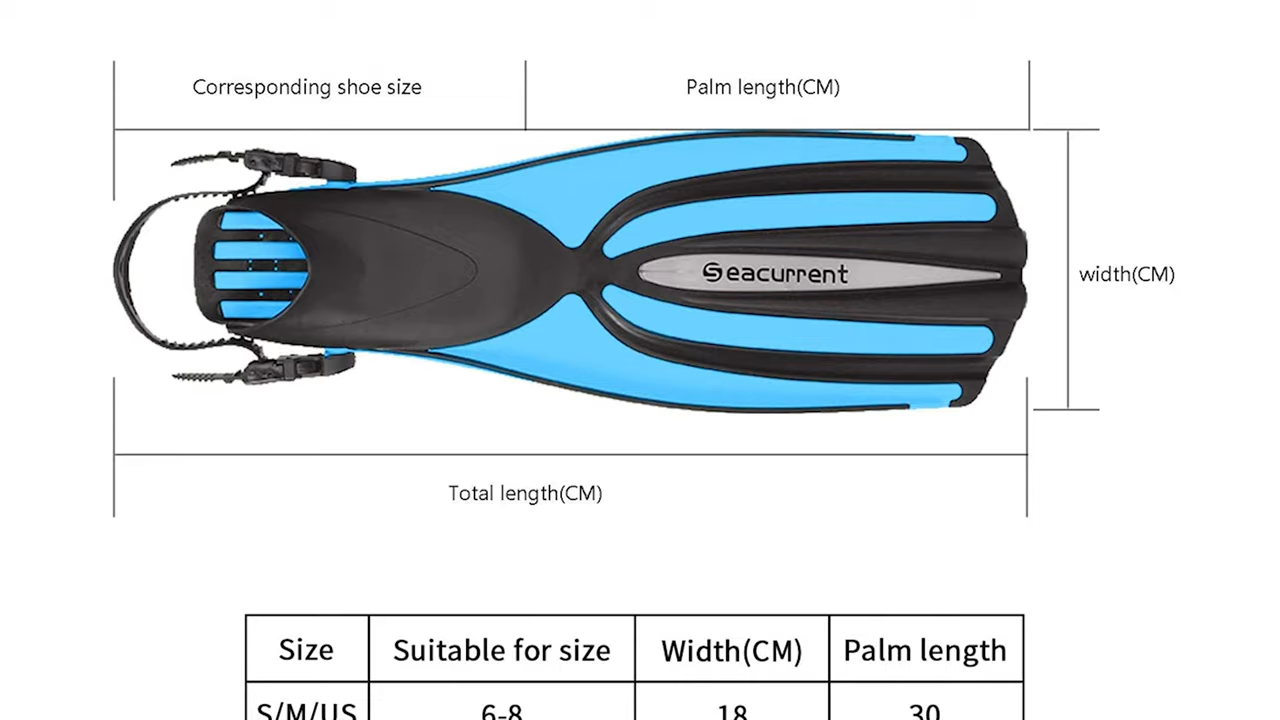 Corresponding shoe size
Palm length(CM)
Seacurrent
width(CM)
Total length(CM)
Size Suitable for size Width(CM) Palm length
S/M/US 6-8 18 30